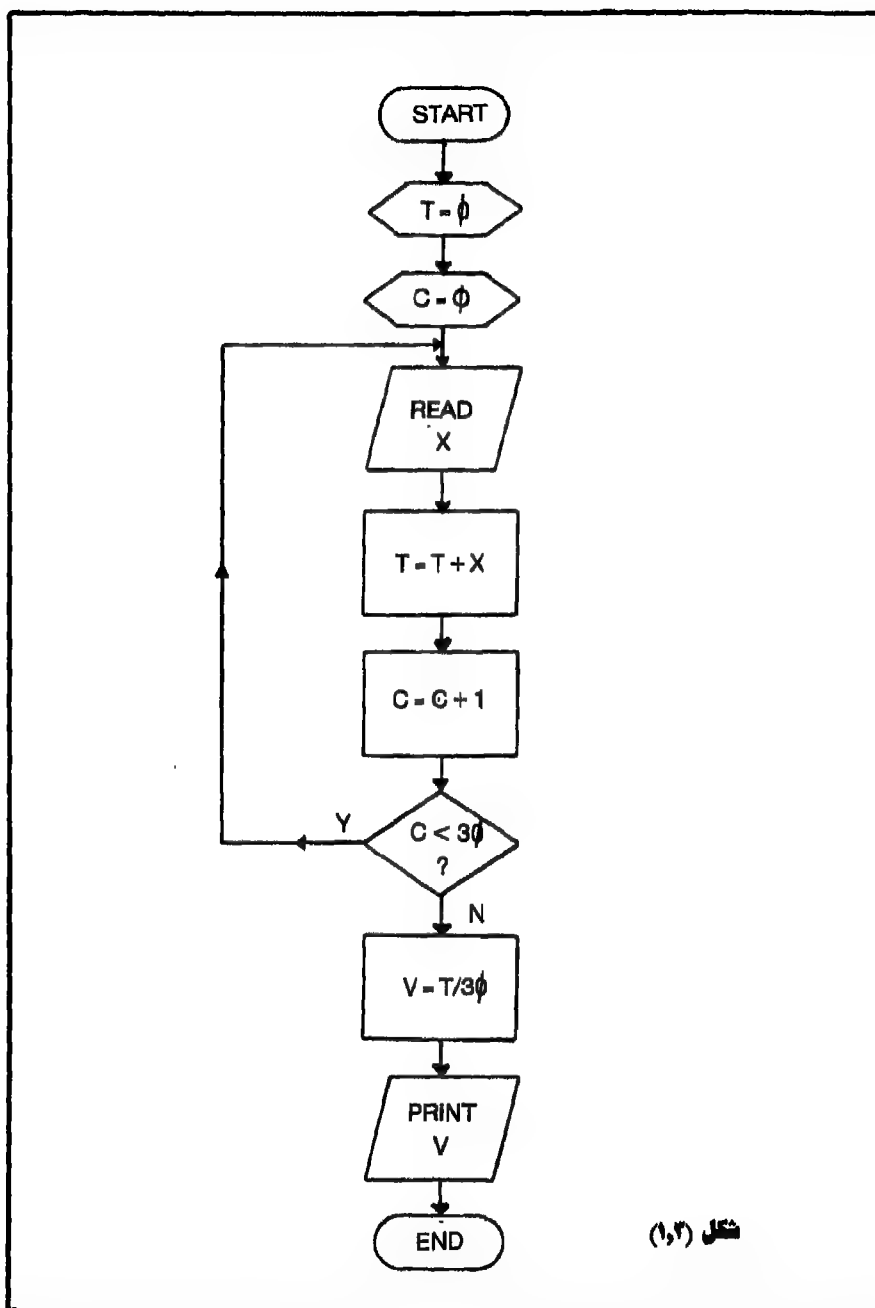 START
T = ϕ
C = ϕ
READ
X
T = T + X
C = C + 1
Y
C < 3ϕ
?
N
V = T/3ϕ
PRINT
V
END
شكل (١,٣)